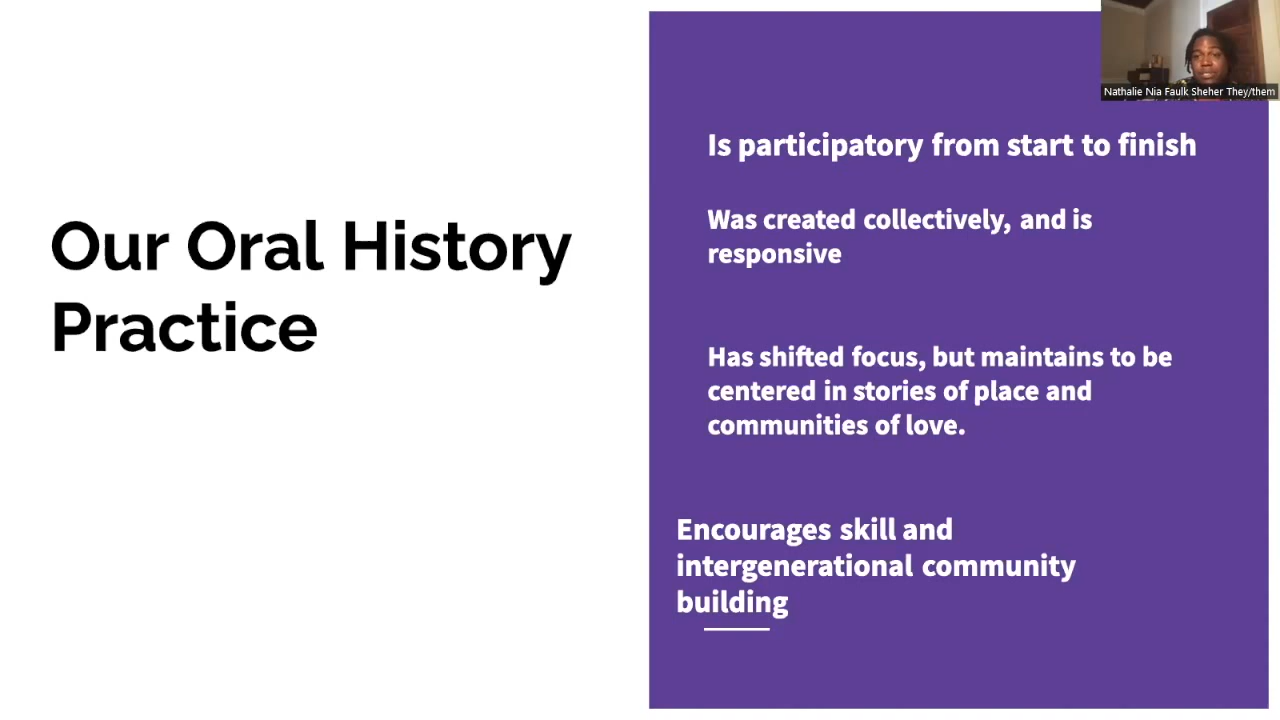 Our Oral History
Practice
Nathalie Nia Faulk Sheher They/them
Is participatory from start to finish
Was created collectively, and is
responsive
Has shifted focus, but maintains to be
centered in stories of place and
communities of love.
Encourages skill and
intergenerational community
building